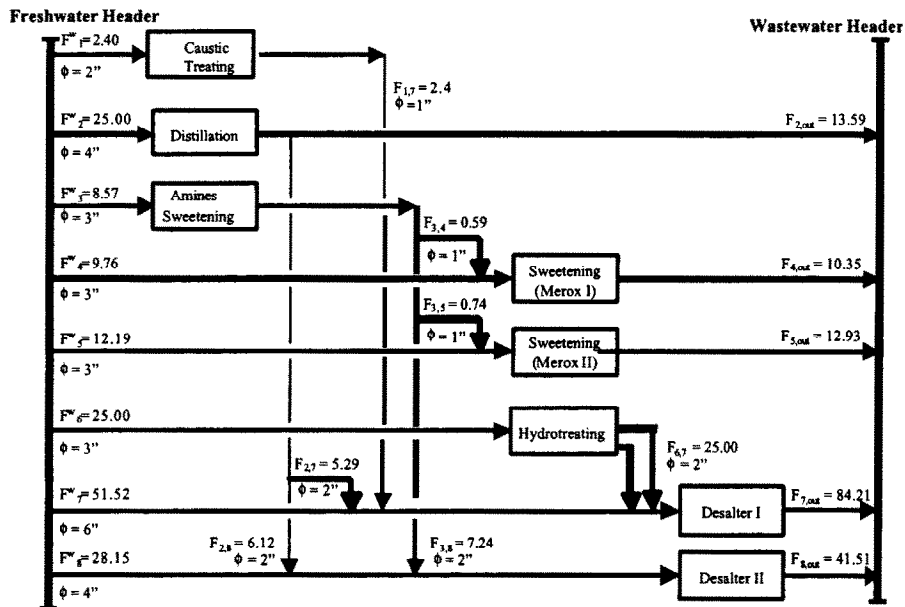 Freshwater Header
Wastewater Header
F^w_1=2.40
ϕ = 2"
Caustic
Treating
F_1,7 = 2.4
ϕ =1"
F^w_2=25.00
ϕ = 4"
Distillation
F_2,out = 13.59
F^w_3=8.57
ϕ = 3"
Amines
Sweetening
F_3,4 = 0.59
ϕ = 1"
F^w_4=9.76
ϕ = 3"
Sweetening
(Merox I)
F_4,out = 10.35
F_3,5 = 0.74
ϕ = 1"
F^w_5=12.19
ϕ = 3"
Sweetening
(Merox II)
F_5,out = 12.93
F^w_6=25.00
ϕ = 3"
Hydrotreating
F_6,7 = 25.00
ϕ = 2"
F_2,7 = 5.29
ϕ = 2"
F^w_7=51.52
ϕ = 6"
Desalter I
F_7,out = 84.21
F_2,8 = 6.12
ϕ = 2"
F_3,8 = 7.24
ϕ = 2"
F^w_8=28.15
ϕ = 4"
Desalter II
F_8,out = 41.51